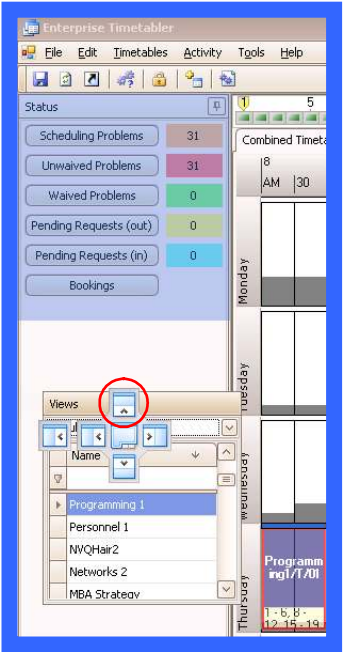 Enterprise Timetabler
File Edit Timetables Activity Tools Help
Status
1 5
Scheduling Problems 31
Unwaived Problems 31
Waived Problems 0
Pending Requests (out) 0
Pending Requests (in) 0
Bookings
Combined Timeta
8
AM 30
Monday
Tuesday
Wednesday
Thursday
Views
Name
Programming 1
Personnel 1
NVQHair2
Networks 2
MBA Strategy
Programm
ing1/T/01
1 - 6, 8 -
12, 15 - 19